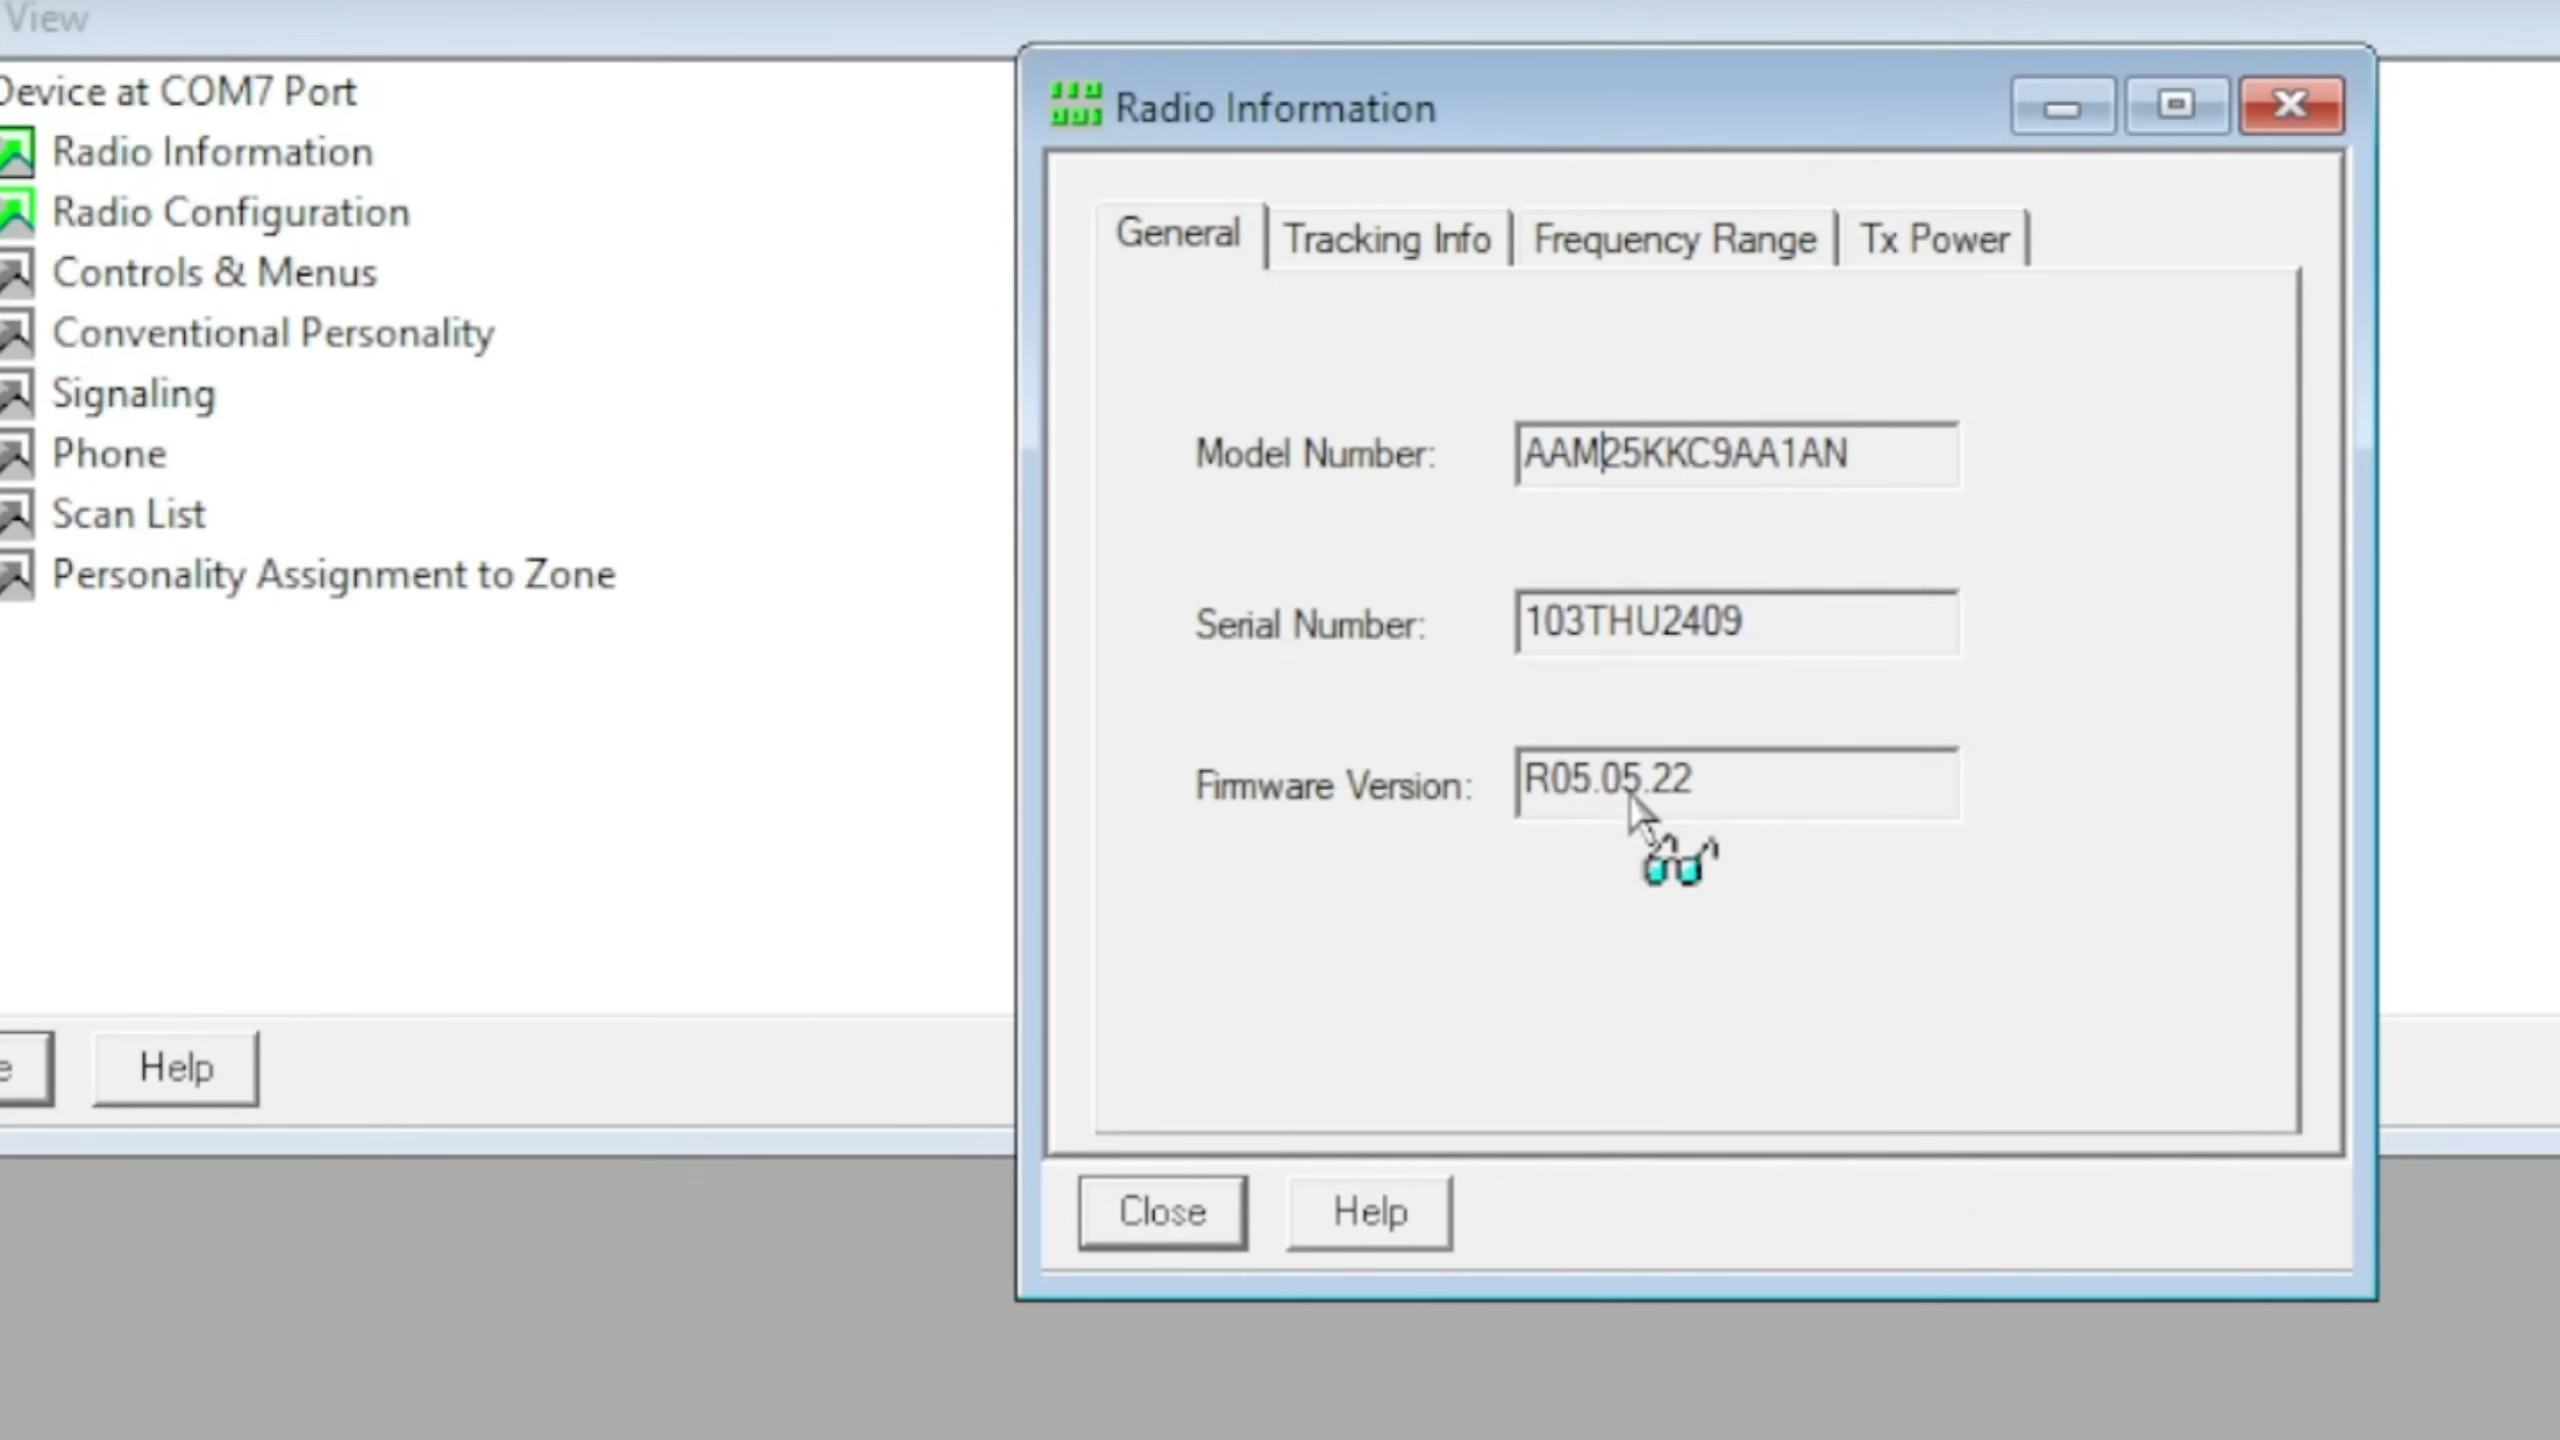 View
Device at COM7 Port
Radio Information
Radio Configuration
Controls & Menus
Conventional Personality
Signaling
Phone
Scan List
Personality Assignment to Zone
Help
Radio Information
General
Tracking Info
Frequency Range
Tx Power
Model Number: AAM25KKC9AA1AN
Serial Number: 103THU2409
Firmware Version: R05.05.22
Close
Help